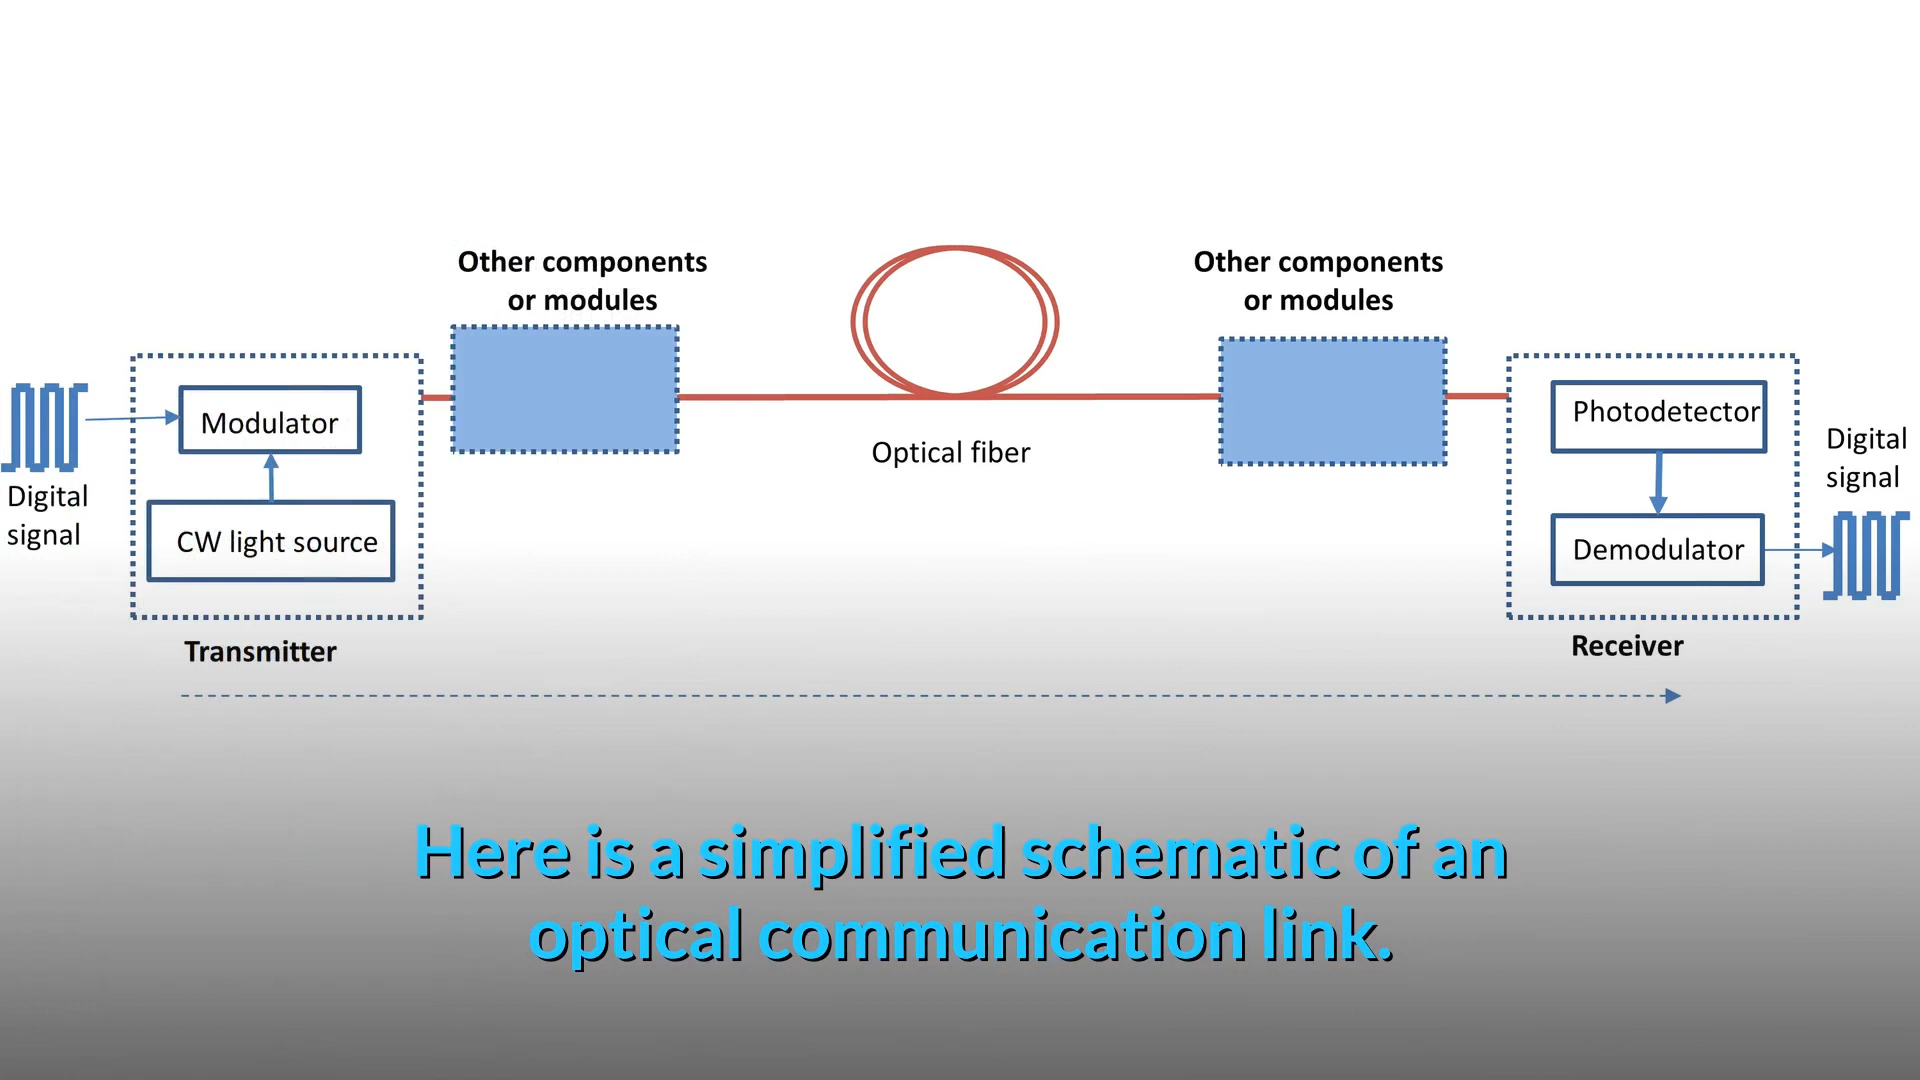 Other components
or modules
Other components
or modules
Modulator
Photodetector
Digital
signal
Optical fiber
Digital
signal
CW light source
Demodulator
Transmitter
Receiver
Here is a simplified schematic of an
optical communication link.